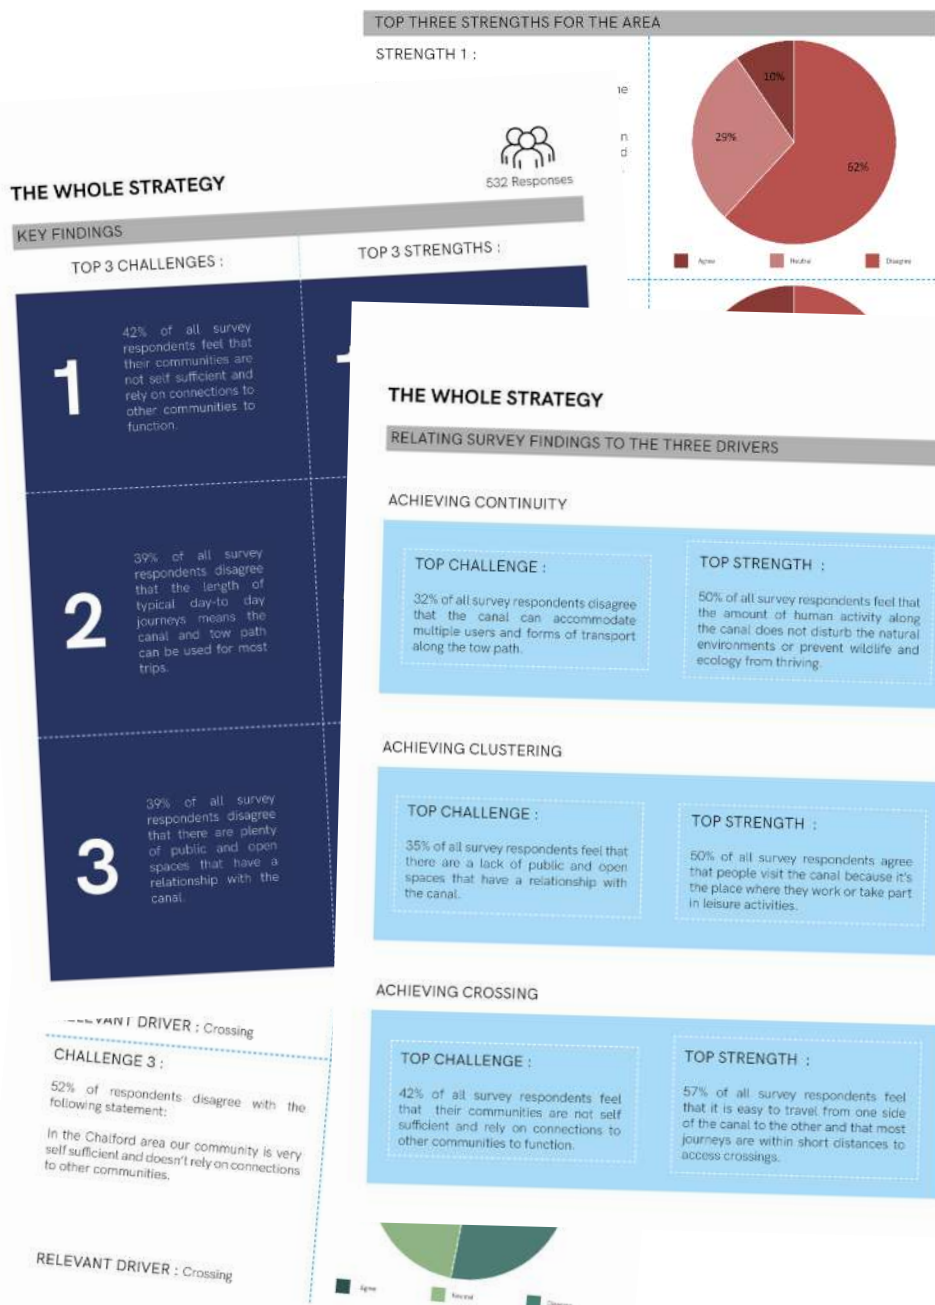 TOP THREE STRENGTHS FOR THE AREA
STRENGTH 1 :
10%
29%
62%
Agree
Neutral
Disagree
THE WHOLE STRATEGY
532 Responses
KEY FINDINGS
TOP 3 CHALLENGES :
TOP 3 STRENGTHS :
1
42% of all survey
respondents feel that
their communities are
not self sufficient and
rely on connections to
other communities to
function.
2
39% of all survey
respondents disagree
that the length of
typical day-to day
journeys means the
canal and tow path
can be used for most
trips.
3
39% of all survey
respondents disagree
that there are plenty
of public and open
spaces that have a
relationship with the
canal.
THE WHOLE STRATEGY
RELATING SURVEY FINDINGS TO THE THREE DRIVERS
ACHIEVING CONTINUITY
TOP CHALLENGE :
32% of all survey respondents disagree
that the canal can accommodate
multiple users and forms of transport
along the tow path.
TOP STRENGTH :
50% of all survey respondents feel that
the amount of human activity along
the canal does not disturb the natural
environments or prevent wildlife and
ecology from thriving.
ACHIEVING CLUSTERING
TOP CHALLENGE :
35% of all survey respondents feel that
there are a lack of public and open
spaces that have a relationship with
the canal.
TOP STRENGTH :
50% of all survey respondents agree
that people visit the canal because it's
the place where they work or take part
in leisure activities.
ACHIEVING CROSSING
TOP CHALLENGE :
42% of all survey respondents feel
that their communities are not self
sufficient and rely on connections to
other communities to function.
TOP STRENGTH :
57% of all survey respondents feel
that it is easy to travel from one side
of the canal to the other and that most
journeys are within short distances to
access crossings.
DRIVER : Crossing
CHALLENGE 3 :
52% of respondents disagree with the
following statement:
In the Chalford area our community is very
self sufficient and doesn't rely on connections
to other communities.
RELEVANT DRIVER : Crossing
Agree
Neutral